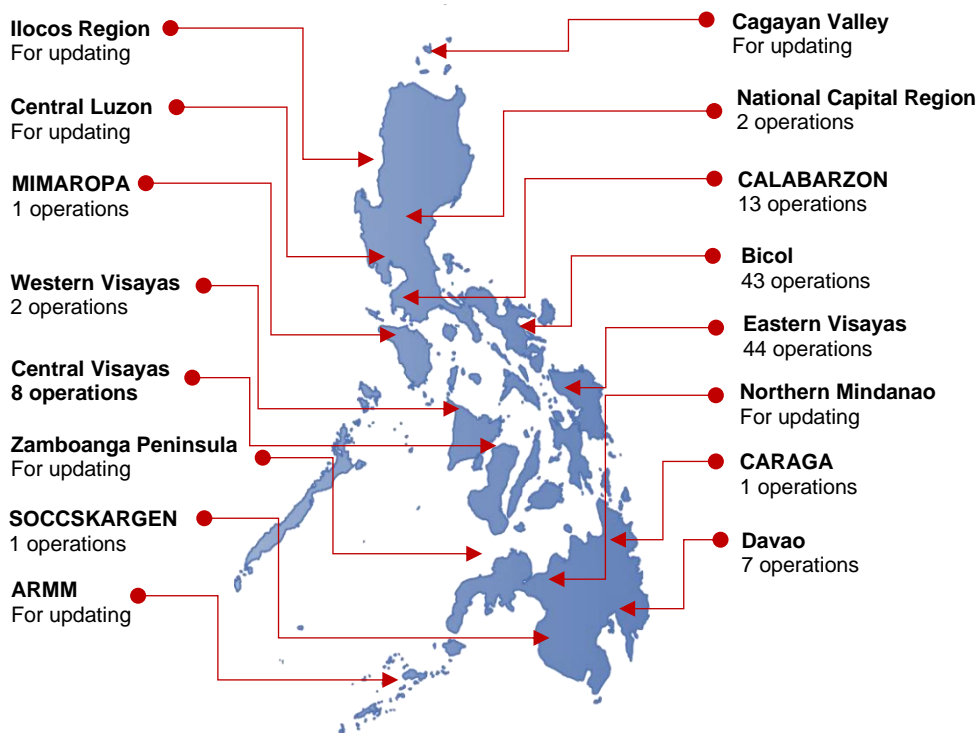 Ilocos Region
For updating
Central Luzon
For updating
MIMAROPA
1 operations
Western Visayas
2 operations
Central Visayas
8 operations
Zamboanga Peninsula
For updating
SOCCSKARGEN
1 operations
ARMM
For updating
Cagayan Valley
For updating
National Capital Region
2 operations
CALABARZON
13 operations
Bicol
43 operations
Eastern Visayas
44 operations
Northern Mindanao
For updating
CARAGA
1 operations
Davao
7 operations